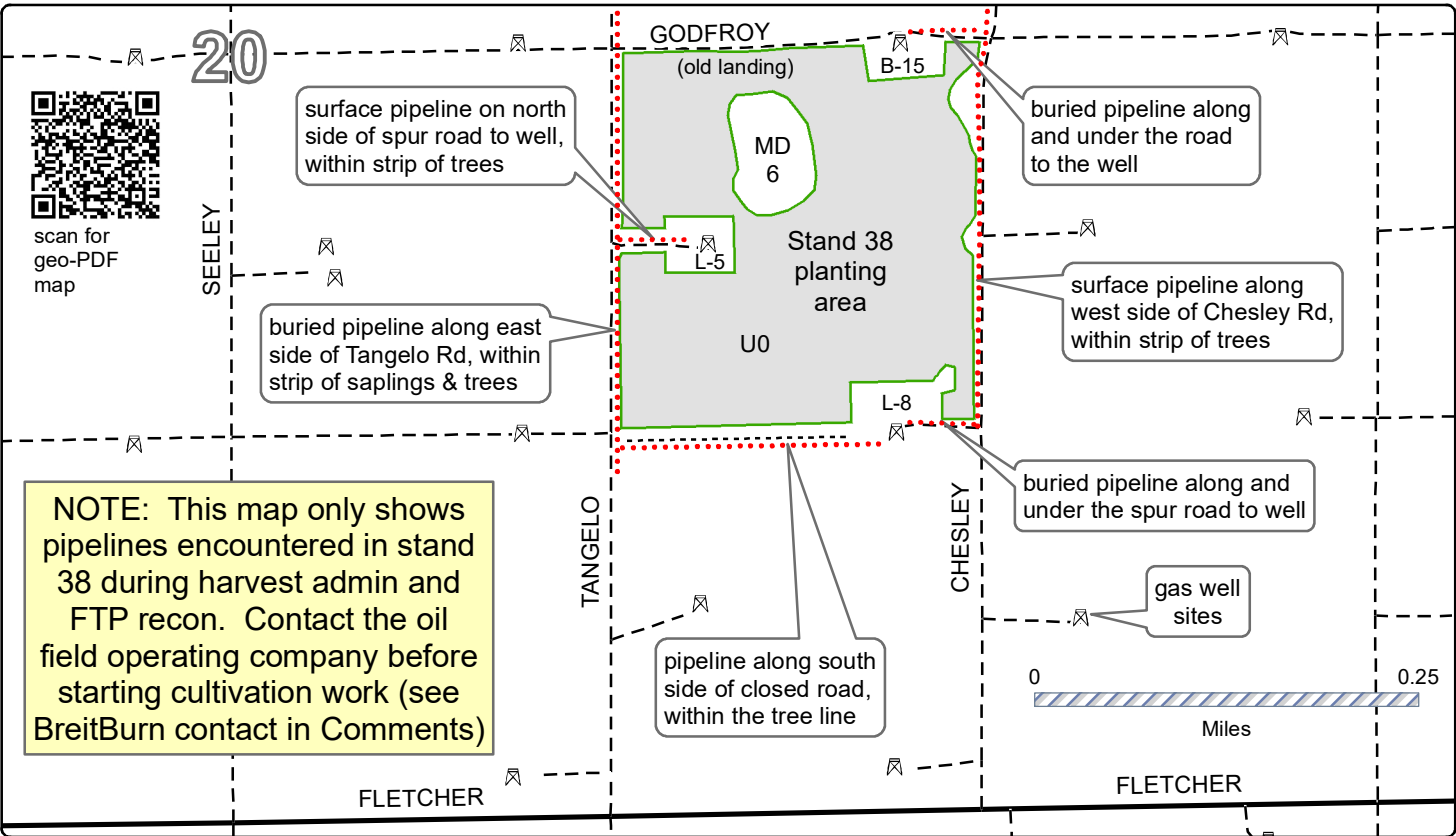 GODFROY
20
(old landing)
B-15
surface pipeline on north
side of spur road to well,
within strip of trees
MD
6
buried pipeline along
and under the road
to the well
scan for
geo-PDF
map
SEELEY
L-5
Stand 38
planting
area
buried pipeline along east
side of Tangelo Rd, within
strip of saplings & trees
U0
surface pipeline along
west side of Chesley Rd,
within strip of trees
L-8
buried pipeline along and
under the spur road to well
NOTE: This map only shows
pipelines encountered in stand
38 during harvest admin and
FTP recon. Contact the oil
field operating company before
starting cultivation work (see
BreitBurn contact in Comments)
TANGELO
CHESLEY
gas well
sites
pipeline along south
side of closed road,
within the tree line
0
0.25
Miles
FLETCHER
FLETCHER